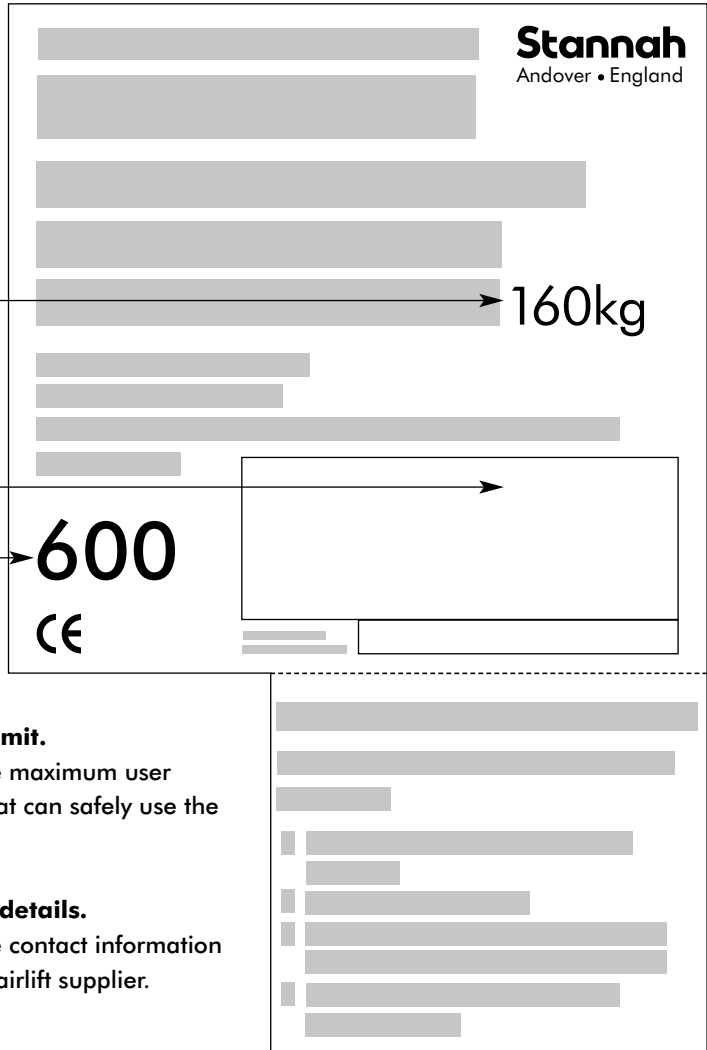 Stannah
Andover • England
160kg
600
CE
mit.
e maximum user
at can safely use the
details.
e contact information
airlift supplier.